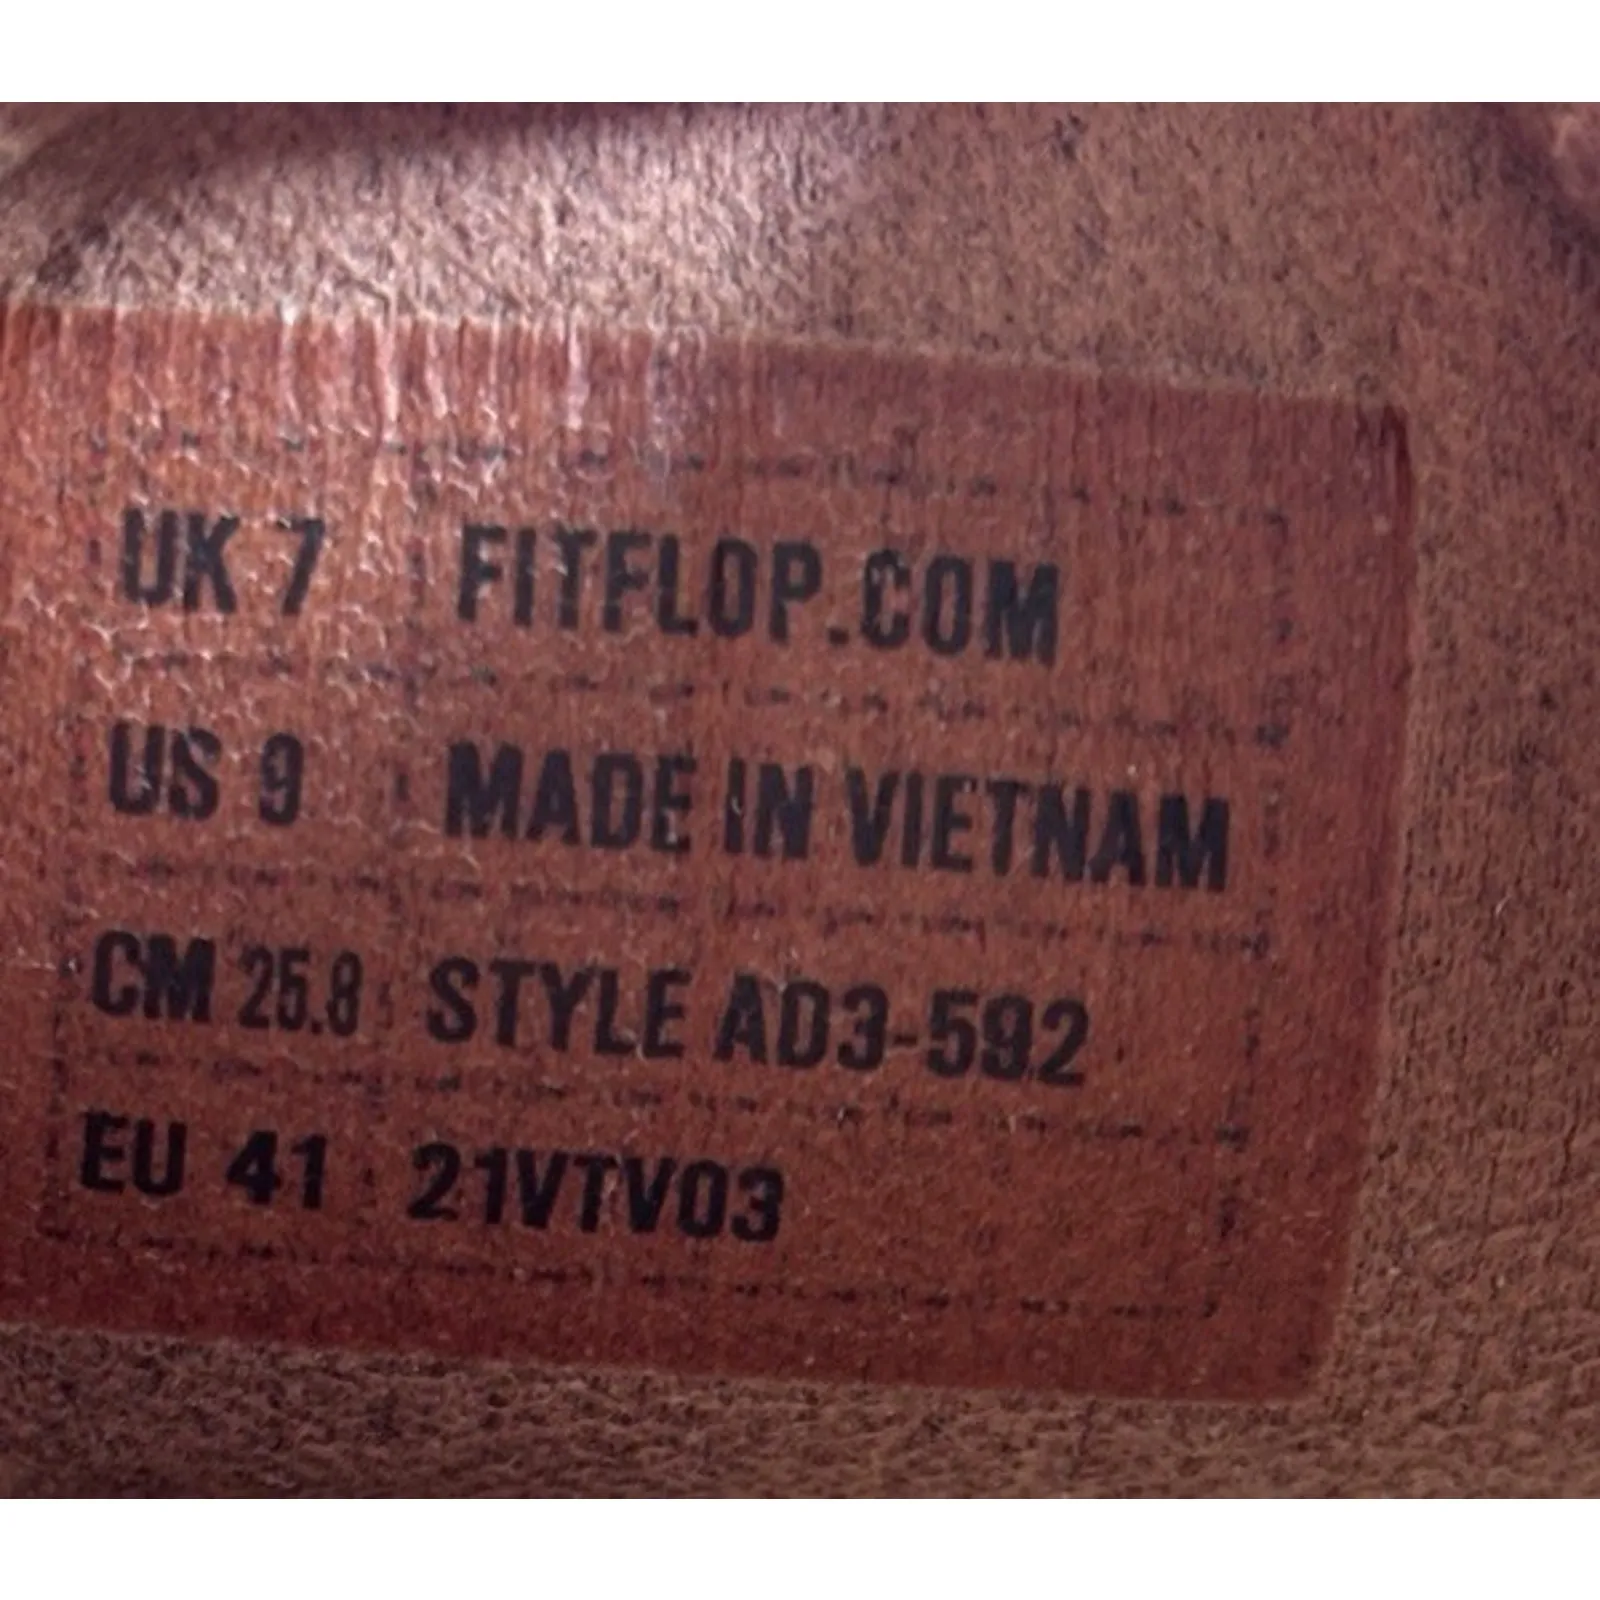 UK 7 FITFLOP.COM
US 9 MADE IN VIETNAM
CM 25.8 STYLE AD3-592
EU 41 21VTV03